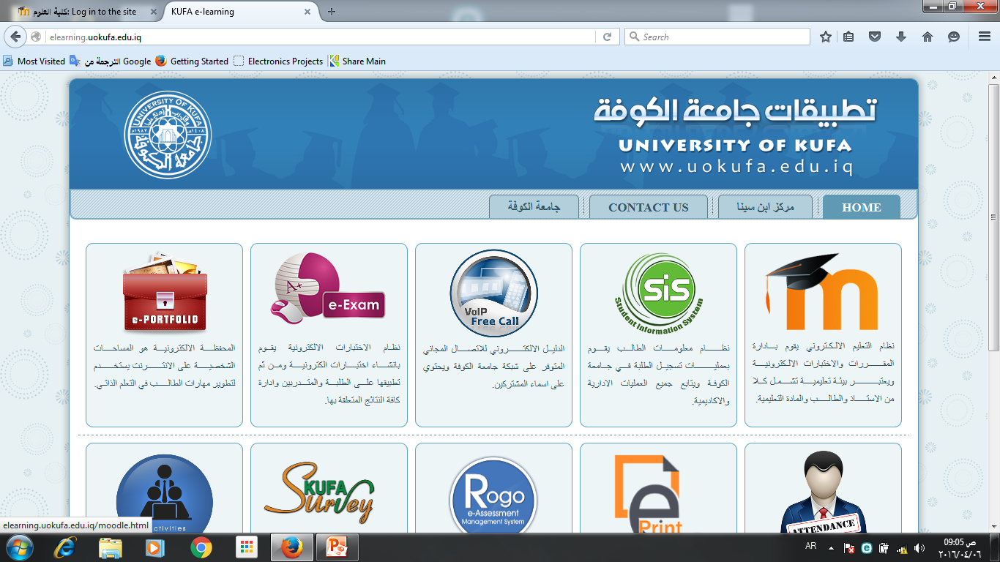 كلية العلوم: Log in to the site
KUFA e-learning
elearning.uokufa.edu.iq
Search
Most Visited
الترجمة من Google
Getting Started
Electronics Projects
Share Main
UNIVERSITY OF KUFA
جامعة الكوفة
١٩٨٧
١٤٠٨
تطبيقات جامعة الكوفة
UNIVERSITY OF KUFA
www.uokufa.edu.iq
HOME
مركز ابن سينا
CONTACT US
جامعة الكوفة
نظام التعليم الالكتروني يقوم بادارة
المقررات والاختبارات الالكترونية
ويعتبر بيئة تعليمية تشمل كلا
من الاستاذ والطالب والمادة التعليمية.
SiS
Student Information System
نظام معلومات الطالب يقوم
بعمليات تسجيل الطلبة في جامعة
الكوفة ويتابع جميع العمليات الادارية
والاكاديمية.
VoIP
Free Call
الدليل الالكتروني للاتصال المجاني
المتوفر على شبكة جامعة الكوفة ويحتوي
على اسماء المشتركين.
A+
e-Exam
نظام الاختبارات الالكترونية يقوم
بانشاء اختبارات الكترونية ومن ثم
تطبيقها على الطلبة والمتدربين وادارة
كافة النتائج المتعلقة بها.
e-PORTFOLIO
المحفظة الالكترونية هو المساحات
الشخصية على الانترنت يستخدم
لتطوير مهارات الطالب في التعلم الذاتي.
ATTENDANCE
e
Print
Rogo
e-Assessment
Management System
KUFA
Survey
ctivities
elearning.uokufa.edu.iq/moodle.html
AR
09:05 ص
٢٠١٦/٠٤/٠٦